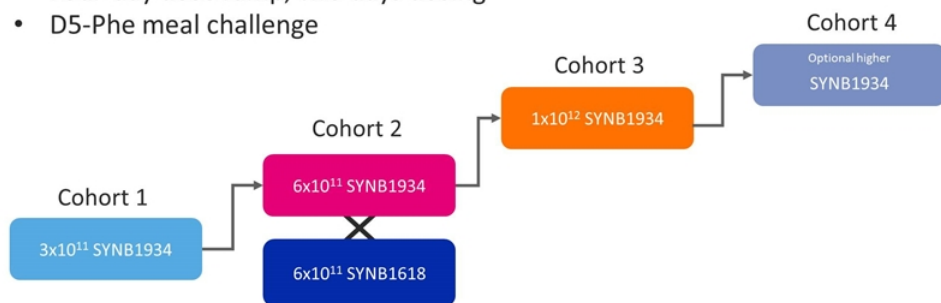 • D5-Phe meal challenge
Cohort 4
Optional higher
SYNB1934
Cohort 3
1x10¹² SYNB1934
Cohort 2
6x10¹¹ SYNB1934
Cohort 1
3x10¹¹ SYNB1934
6x10¹¹ SYNB1618